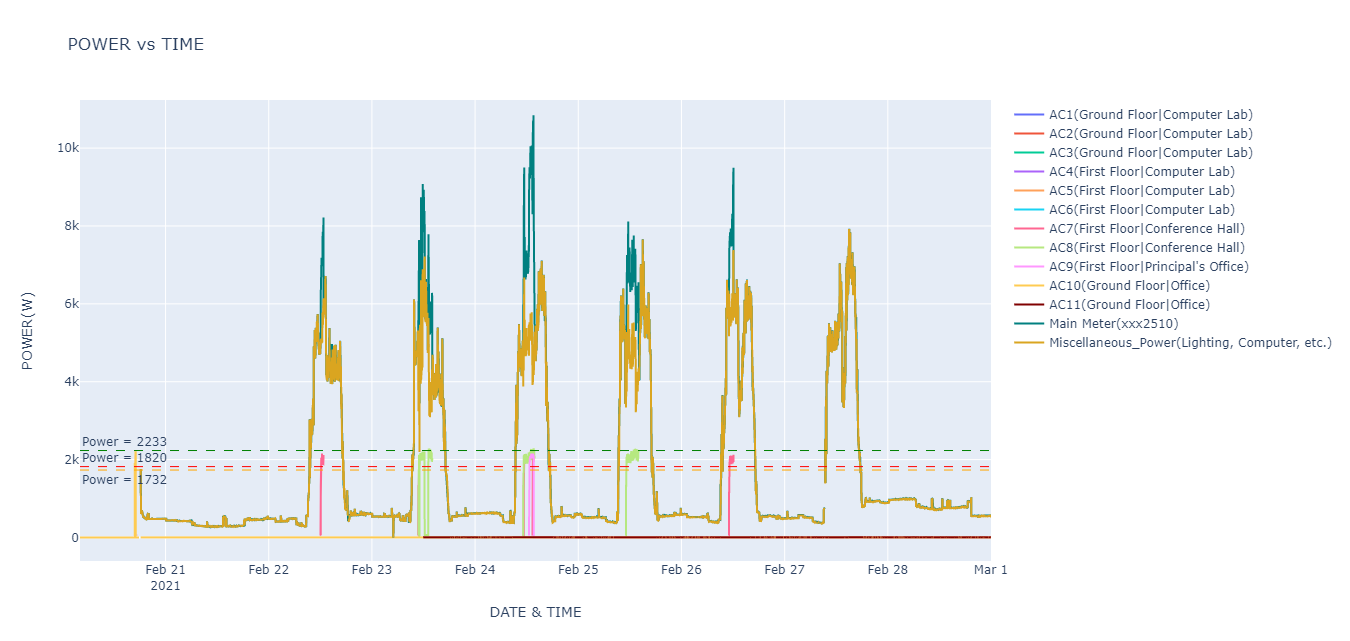 POWER vs TIME
10k
8k
6k
4k
2k
0
POWER(W)
Power = 2233
Power = 1820
Power = 1732
Feb 21
2021
Feb 22
Feb 23
Feb 24
Feb 25
Feb 26
Feb 27
Feb 28
Mar 1
DATE & TIME
AC1(Ground Floor|Computer Lab)
AC2(Ground Floor|Computer Lab)
AC3(Ground Floor|Computer Lab)
AC4(First Floor|Computer Lab)
AC5(First Floor|Computer Lab)
AC6(First Floor|Computer Lab)
AC7(First Floor|Conference Hall)
AC8(First Floor|Conference Hall)
AC9(First Floor|Principal's Office)
AC10(Ground Floor|Office)
AC11(Ground Floor|Office)
Main Meter(xxx2510)
Miscellaneous_Power(Lighting, Computer, etc.)